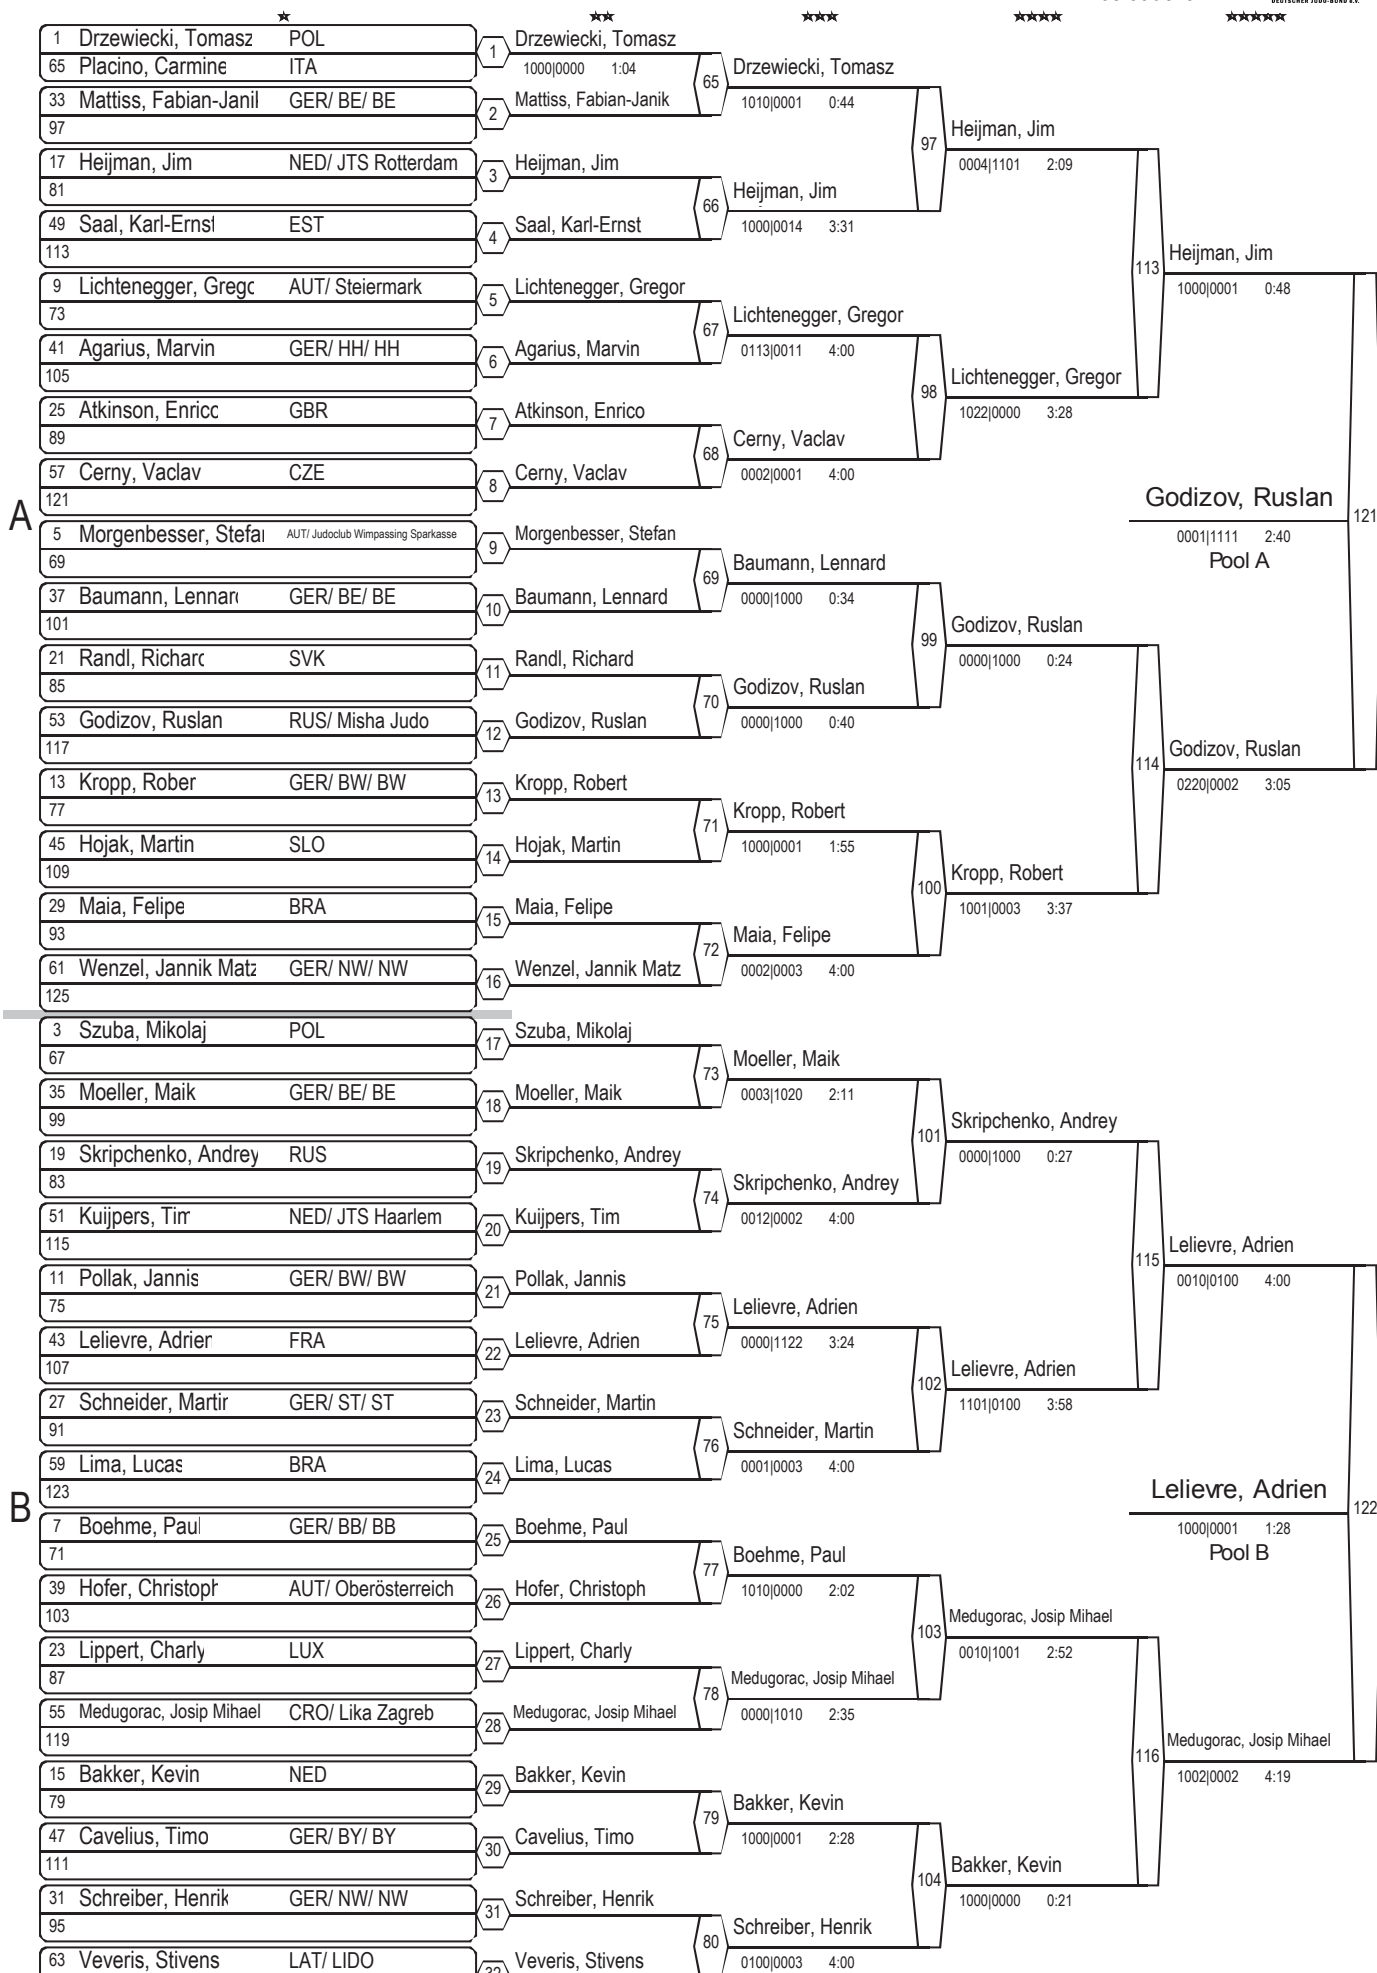 DEUTSCHER JUDO-BUND e.V.
1 Drzewiecki, Tomasz POL
65 Placino, Carmine ITA
33 Mattiss, Fabian-Janil GER/ BE/ BE
97
17 Heijman, Jim NED/ JTS Rotterdam
81
49 Saal, Karl-Ernst EST
113
9 Lichtenegger, Grego AUT/ Steiermark
73
41 Agarius, Marvin GER/ HH/ HH
105
25 Atkinson, Enrico GBR
89
57 Cerny, Vaclav CZE
121
A
5 Morgenbesser, Stefan AUT/ Judoclub Wimpassing Sparkasse
69
37 Baumann, Lennard GER/ BE/ BE
101
21 Randl, Richard SVK
85
53 Godizov, Ruslan RUS/ Misha Judo
117
13 Kropp, Rober GER/ BW/ BW
77
45 Hojak, Martin SLO
109
29 Maia, Felipe BRA
93
61 Wenzel, Jannik Matz GER/ NW/ NW
125
3 Szuba, Mikolaj POL
67
35 Moeller, Maik GER/ BE/ BE
99
19 Skripchenko, Andrey RUS
83
51 Kuijpers, Tim NED/ JTS Haarlem
115
11 Pollak, Jannis GER/ BW/ BW
75
43 Lelievre, Adrien FRA
107
27 Schneider, Martin GER/ ST/ ST
91
59 Lima, Lucas BRA
123
B
7 Boehme, Paul GER/ BB/ BB
71
39 Hofer, Christoph AUT/ Oberösterreich
103
23 Lippert, Charly LUX
87
55 Medugorac, Josip Mihael CRO/ Lika Zagreb
119
15 Bakker, Kevin NED
79
47 Cavelius, Timo GER/ BY/ BY
111
31 Schreiber, Henrik GER/ NW/ NW
95
63 Veveris, Stivens LAT/ LIDO
1 Drzewiecki, Tomasz
1000|0000 1:04
2 Mattiss, Fabian-Janik
3 Heijman, Jim
4 Saal, Karl-Ernst
5 Lichtenegger, Gregor
6 Agarius, Marvin
7 Atkinson, Enrico
8 Cerny, Vaclav
9 Morgenbesser, Stefan
10 Baumann, Lennard
11 Randl, Richard
12 Godizov, Ruslan
13 Kropp, Robert
14 Hojak, Martin
15 Maia, Felipe
16 Wenzel, Jannik Matz
17 Szuba, Mikolaj
18 Moeller, Maik
19 Skripchenko, Andrey
20 Kuijpers, Tim
21 Pollak, Jannis
22 Lelievre, Adrien
23 Schneider, Martin
24 Lima, Lucas
25 Boehme, Paul
26 Hofer, Christoph
27 Lippert, Charly
28 Medugorac, Josip Mihael
29 Bakker, Kevin
30 Cavelius, Timo
31 Schreiber, Henrik
32 Veveris, Stivens
65 Drzewiecki, Tomasz
1010|0001 0:44
66 Heijman, Jim
1000|0014 3:31
67 Lichtenegger, Gregor
0113|0011 4:00
68 Cerny, Vaclav
0002|0001 4:00
69 Baumann, Lennard
0000|1000 0:34
70 Godizov, Ruslan
0000|1000 0:40
71 Kropp, Robert
1000|0001 1:55
72 Maia, Felipe
0002|0003 4:00
73 Moeller, Maik
0003|1020 2:11
74 Skripchenko, Andrey
0012|0002 4:00
75 Lelievre, Adrien
0000|1122 3:24
76 Schneider, Martin
0001|0003 4:00
77 Boehme, Paul
1010|0000 2:02
78 Medugorac, Josip Mihael
0000|1010 2:35
79 Bakker, Kevin
1000|0001 2:28
80 Schreiber, Henrik
0100|0003 4:00
97 Heijman, Jim
0004|1101 2:09
98 Lichtenegger, Gregor
1022|0000 3:28
99 Godizov, Ruslan
0000|1000 0:24
100 Kropp, Robert
1001|0003 3:37
101 Skripchenko, Andrey
0000|1000 0:27
102 Lelievre, Adrien
1101|0100 3:58
103 Medugorac, Josip Mihael
0010|1001 2:52
104 Bakker, Kevin
1000|0000 0:21
113 Heijman, Jim
1000|0001 0:48
114 Godizov, Ruslan
0220|0002 3:05
115 Lelievre, Adrien
0010|0100 4:00
116 Medugorac, Josip Mihael
1002|0002 4:19
Godizov, Ruslan
121
0001|1111 2:40
Pool A
Lelievre, Adrien
122
1000|0001 1:28
Pool B